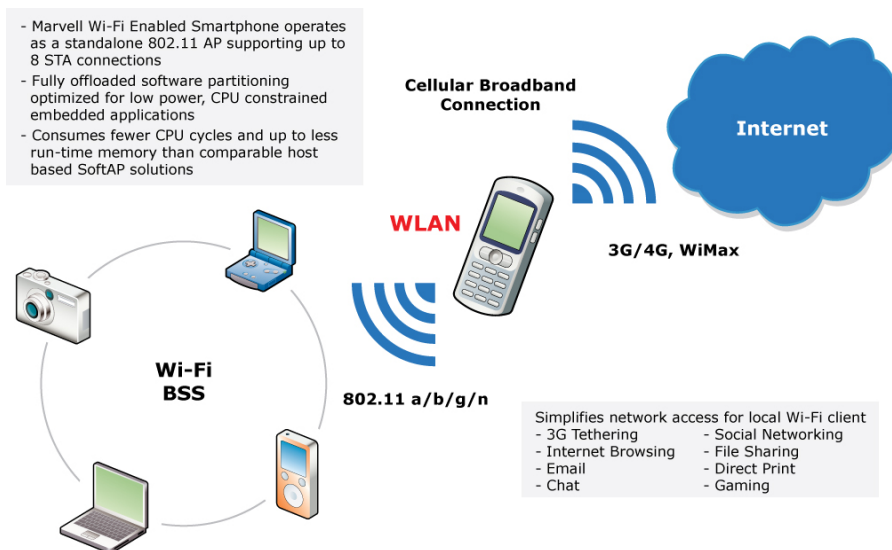 - Marvell Wi-Fi Enabled Smartphone operates
as a standalone 802.11 AP supporting up to
8 STA connections
- Fully offloaded software partitioning
optimized for low power, CPU constrained
embedded applications
- Consumes fewer CPU cycles and up to less
run-time memory than comparable host
based SoftAP solutions
Cellular Broadband
Connection
Internet
WLAN
3G/4G, WiMax
Wi-Fi
BSS
802.11 a/b/g/n
Simplifies network access for local Wi-Fi client
- 3G Tethering
- Internet Browsing
- Email
- Chat
- Social Networking
- File Sharing
- Direct Print
- Gaming